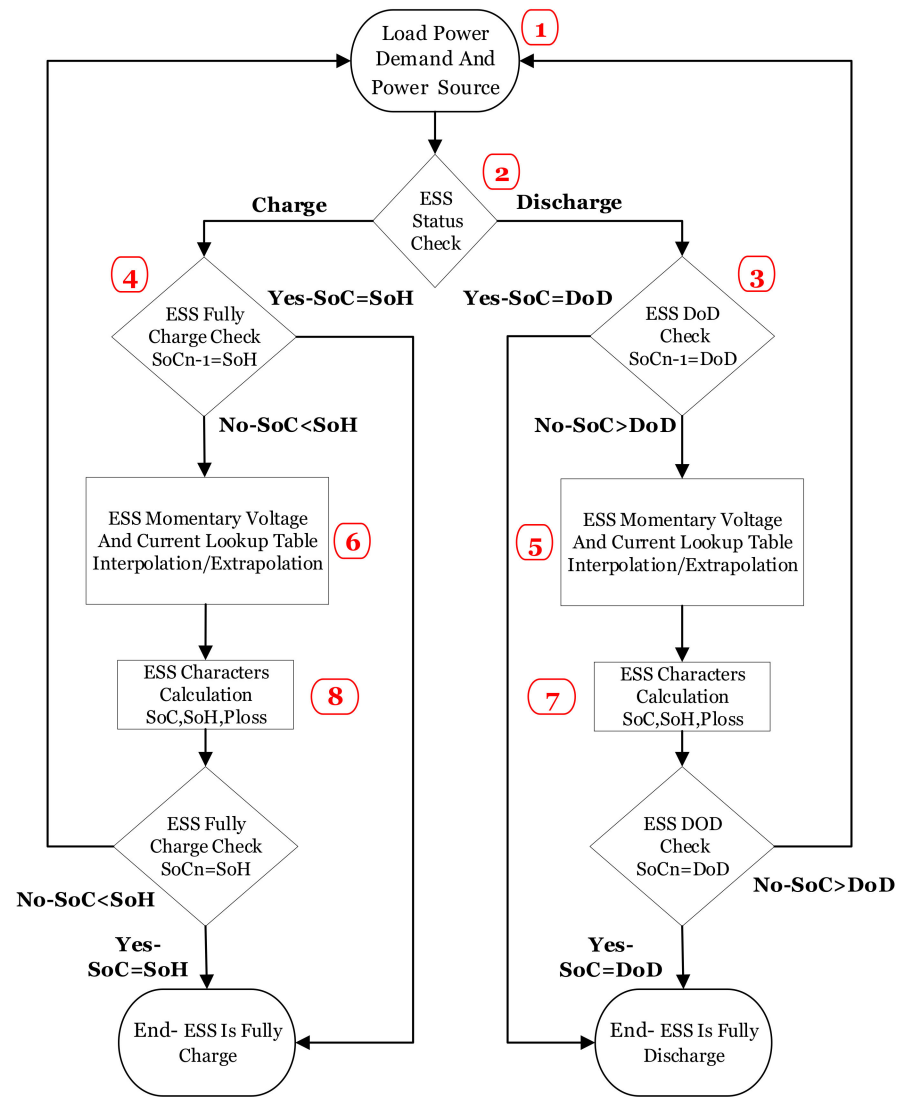 Load Power
Demand And
Power Source
1
ESS
Status
Check
2
Charge
Discharge
4
3
ESS Fully
Charge Check
SoCn-1=SoH
Yes-SoC=SoH
Yes-SoC=DoD
ESS DoD
Check
SoCn-1=DoD
No-SoC<SoH
No-SoC>DoD
ESS Momentary Voltage
And Current Lookup Table
Interpolation/Extrapolation
6
5
ESS Momentary Voltage
And Current Lookup Table
Interpolation/Extrapolation
ESS Characters
Calculation
SoC,SoH,Ploss
8
7
ESS Characters
Calculation
SoC,SoH,Ploss
ESS Fully
Charge Check
SoCn=SoH
ESS DOD
Check
SoCn=DoD
No-SoC<SoH
No-SoC>DoD
Yes-
SoC=SoH
Yes-
SoC=DoD
End- ESS Is Fully
Charge
End- ESS Is Fully
Discharge